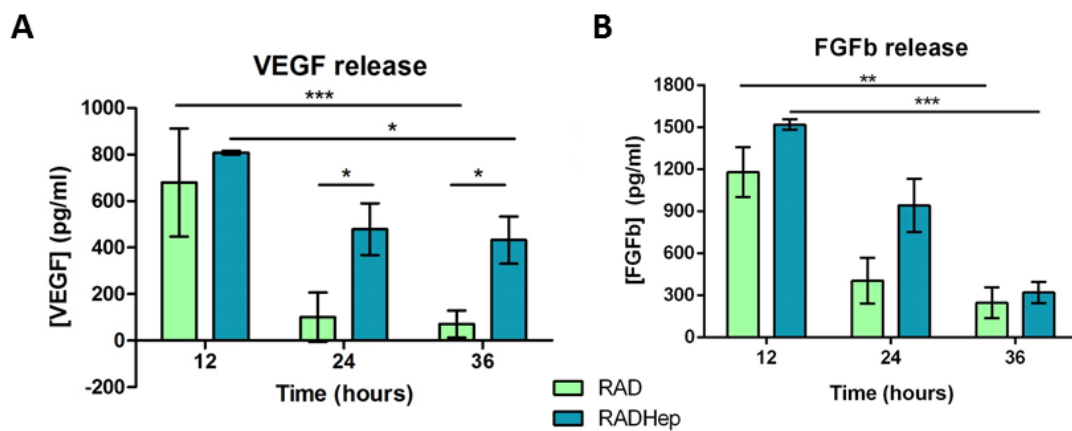 A
VEGF release
***
*
*
*
[VEGF] (pg/ml)
1000
800
600
400
200
0
-200
12
24
36
Time (hours)
B
FGFb release
**
***
[FGFb] (pg/ml)
1800
1500
1200
900
600
300
0
12
24
36
Time (hours)
RAD
RADHep